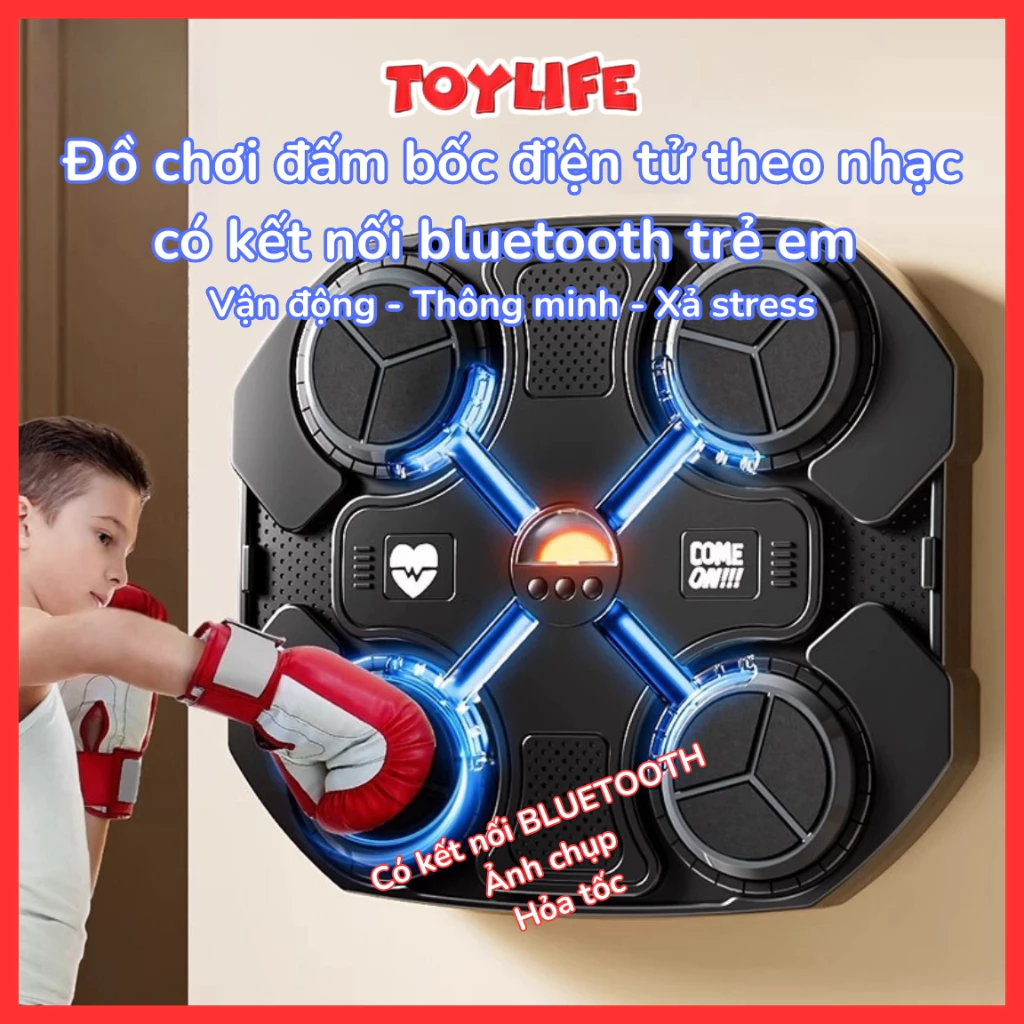 TOYLIFE
Đồ chơi đấm bốc điện tử theo nhạc
có kết nối bluetooth trẻ em
Vận động - Thông minh - Xả stress
COME
ON!!!
Có kết nối BLUETOOTH
Ảnh chụp
Hỏa tốc